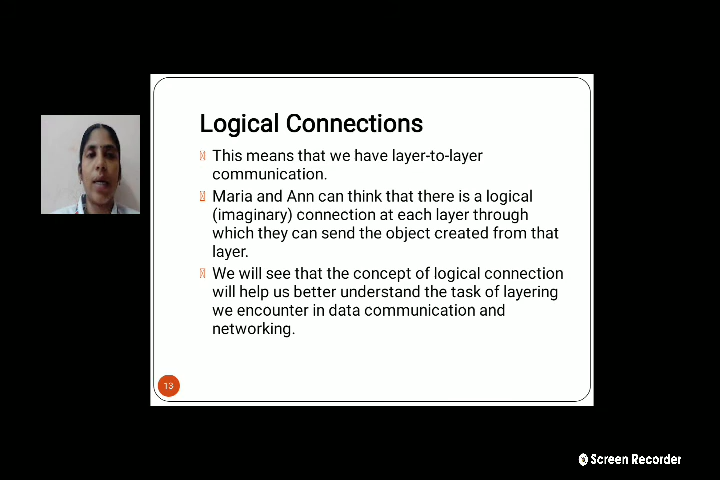 Logical Connections
This means that we have layer-to-layer
communication.
Maria and Ann can think that there is a logical
(imaginary) connection at each layer through
which they can send the object created from that
layer.
We will see that the concept of logical connection
will help us better understand the task of layering
we encounter in data communication and
networking.
13
Screen Recorder